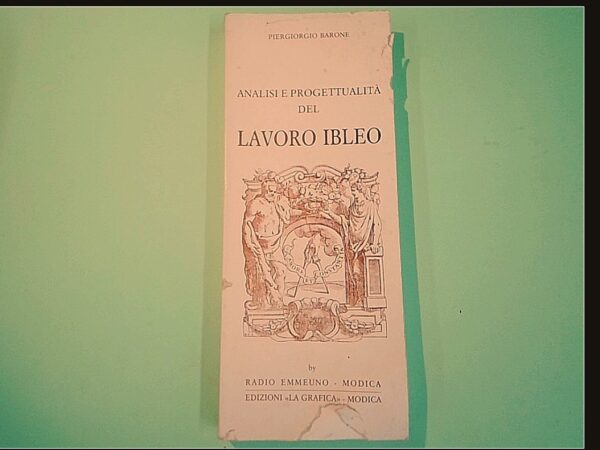 PIERGIORGIO BARONE
ANALISI E PROGETTUALITÀ
DEL
LAVORO IBLEO
by
RADIO EMMEUNO - MODICA
EDIZIONI «LA GRAFICA» - MODICA